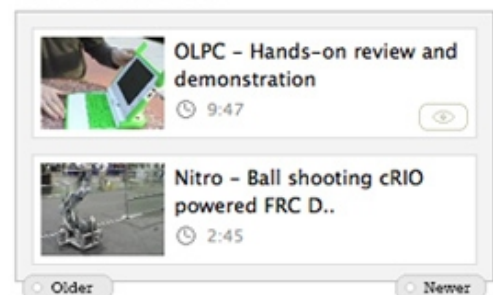 OLPC – Hands-on review and
demonstration
9:47
Nitro – Ball shooting cRIO
powered FRC D..
2:45
Older
Newer